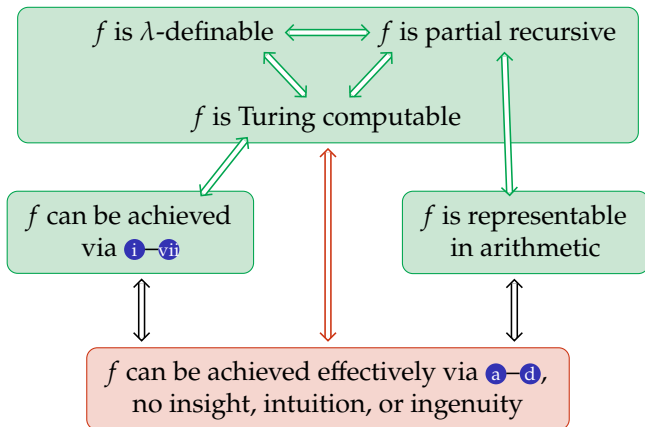 f is λ-definable
f is partial recursive
f is Turing computable
f can be achieved
via i–vii
f is representable
in arithmetic
f can be achieved effectively via a–d,
no insight, intuition, or ingenuity